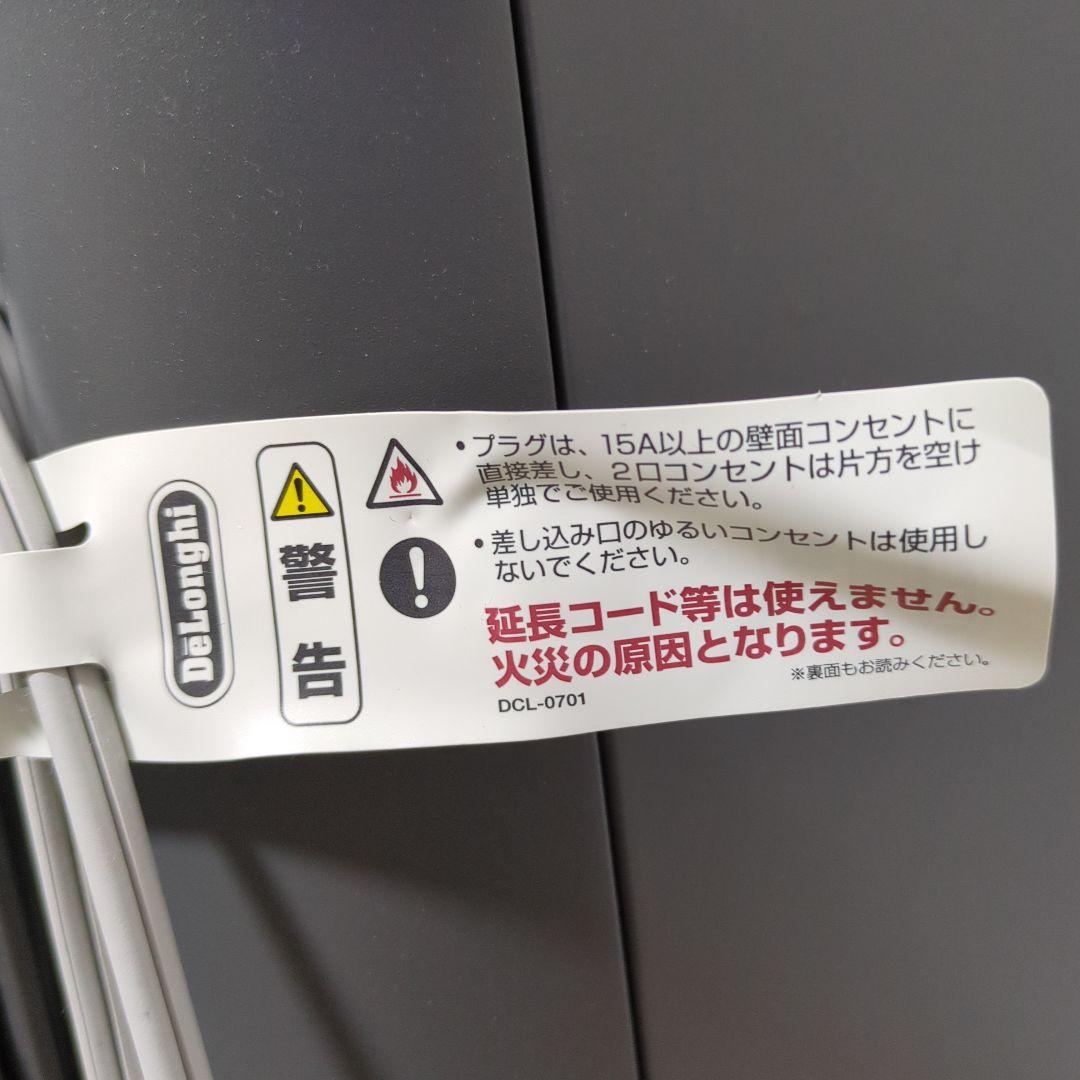 DeLonghi
警告
・プラグは、15A以上の壁面コンセントに
直接差し、2口コンセントは片方を空け
単独でご使用ください。
・差し込み口のゆるいコンセントは使用し
ないでください。
延長コード等は使えません。
火災の原因となります。
※裏面もお読みください。
DCL-0701